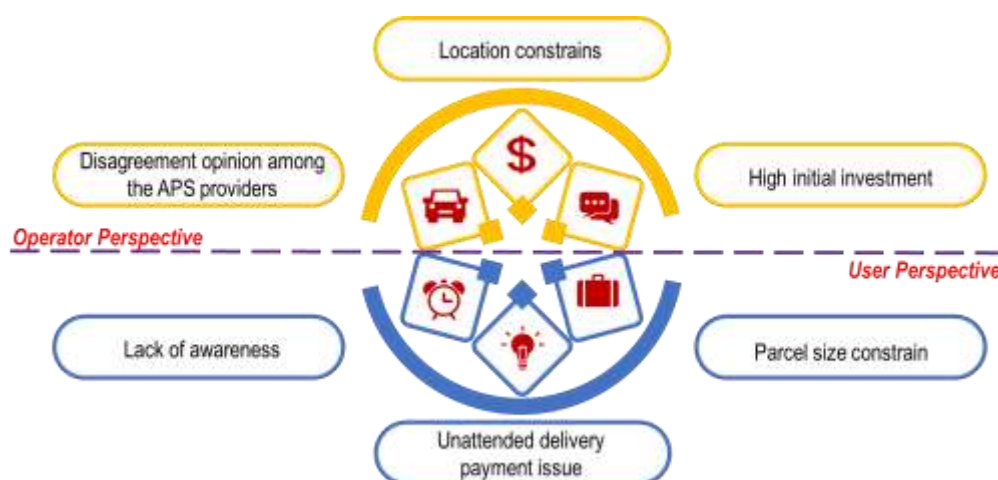 Location constrains
Disagreement opinion among
the APS providers
$
High initial investment
Operator Perspective
User Perspective
Lack of awareness
Parcel size constrain
Unattended delivery
payment issue